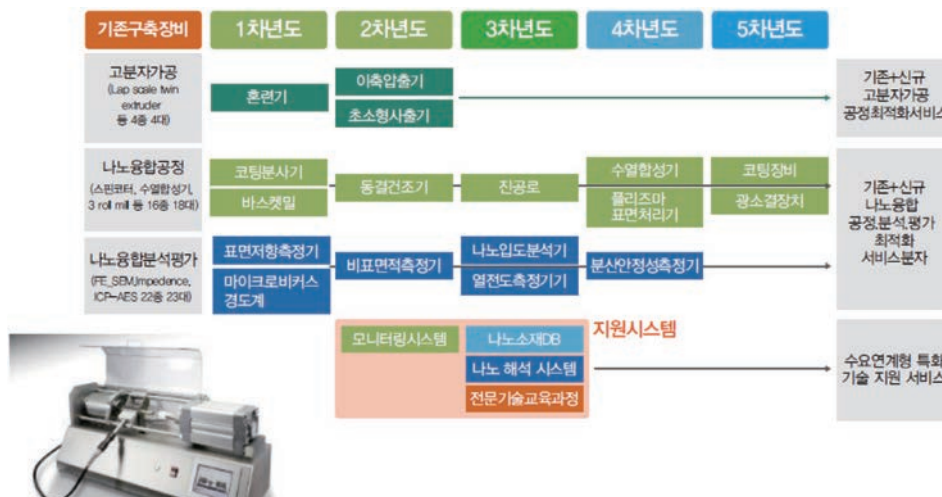 기존구축장비
1차년도
2차년도
3차년도
4차년도
5차년도
고분자가공
(Lap scale twin
extruder
등 4종 4대)
혼련기
이축압출기
초소형사출기
기존+신규
고분자가공
공정최적화서비스
나노융합공정
(스핀코터, 수열합성기,
3 roll mill 등 16종 18대)
코팅분사기
바스켓밀
동결건조기
진공로
수열합성기
플리즈마
표면처리기
코팅장비
광소결장치
기존+신규
나노융합
공정,분석,평가
최적화
서비스분자
나노융합분석평가
(FE_SEM,Impedence,
ICP-AES 22종 23대)
표면저항측정기
마이크로비커스
경도계
비표면적측정기
나노입도분석기
열전도측정기기
분산안정성측정기
지원시스템
모니터링시스템
나노소재DB
나노 해석 시스템
전문기술교육과정
수요연계형 특화
기술 지원 서비스